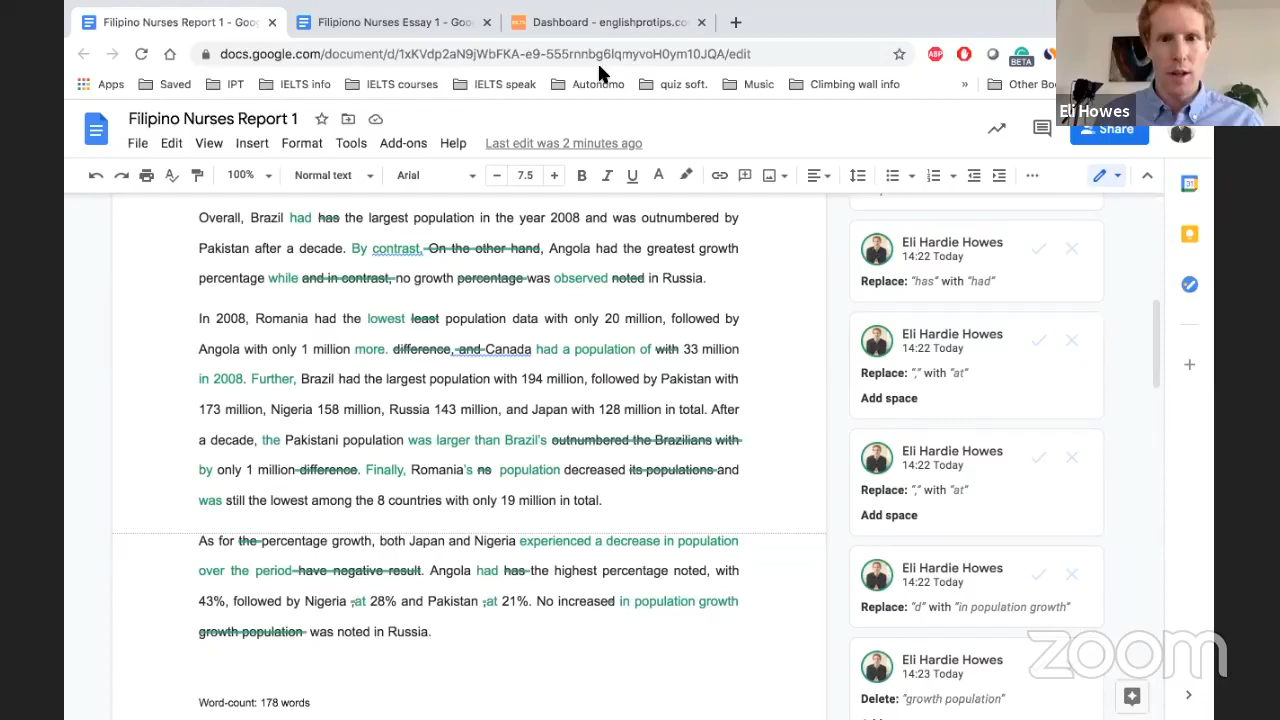 Filipino Nurses Report 1 - Goo
Filipiono Nurses Essay 1 - Goo
Dashboard - englishprotips.co
docs.google.com/document/d/1xKVdp2aN9jWbFKA-e9-555rnnbg6IqmyvoH0ym10JQA/edit
ABP
BETA
Apps Saved IPT IELTS info IELTS courses IELTS speak Autonomo quiz soft. Music Climbing wall info » Other Boo
Eli Howes
Filipino Nurses Report 1
Share
File Edit View Insert Format Tools Add-ons Help Last edit was 2 minutes ago
100% Normal text Arial 7.5 B I U A
31
Overall, Brazil had has the largest population in the year 2008 and was outnumbered by
Pakistan after a decade. By contrast, On the other hand, Angola had the greatest growth
percentage while and in contrast, no growth percentage was observed noted in Russia.
In 2008, Romania had the lowest least population data with only 20 million, followed by
Angola with only 1 million more. difference, and Canada had a population of with 33 million
in 2008. Further, Brazil had the largest population with 194 million, followed by Pakistan with
173 million, Nigeria 158 million, Russia 143 million, and Japan with 128 million in total. After
a decade, the Pakistani population was larger than Brazil's outnumbered the Brazilians with
by only 1 million difference. Finally, Romania's ns population decreased its populations and
was still the lowest among the 8 countries with only 19 million in total.
As for the percentage growth, both Japan and Nigeria experienced a decrease in population
over the period have negative result. Angola had has the highest percentage noted, with
43%, followed by Nigeria ,at 28% and Pakistan ,at 21%. No increased in population growth
growth population was noted in Russia.
Word-count: 178 words
Eli Hardie Howes
14:22 Today
Replace: "has" with "had"
Eli Hardie Howes
14:22 Today
Replace: "," with "at"
Add space
Eli Hardie Howes
14:22 Today
Replace: "," with "at"
Add space
Eli Hardie Howes
14:22 Today
Replace: "d" with "in population growth"
Eli Hardie Howes
14:23 Today
Delete: "growth population"
zoom